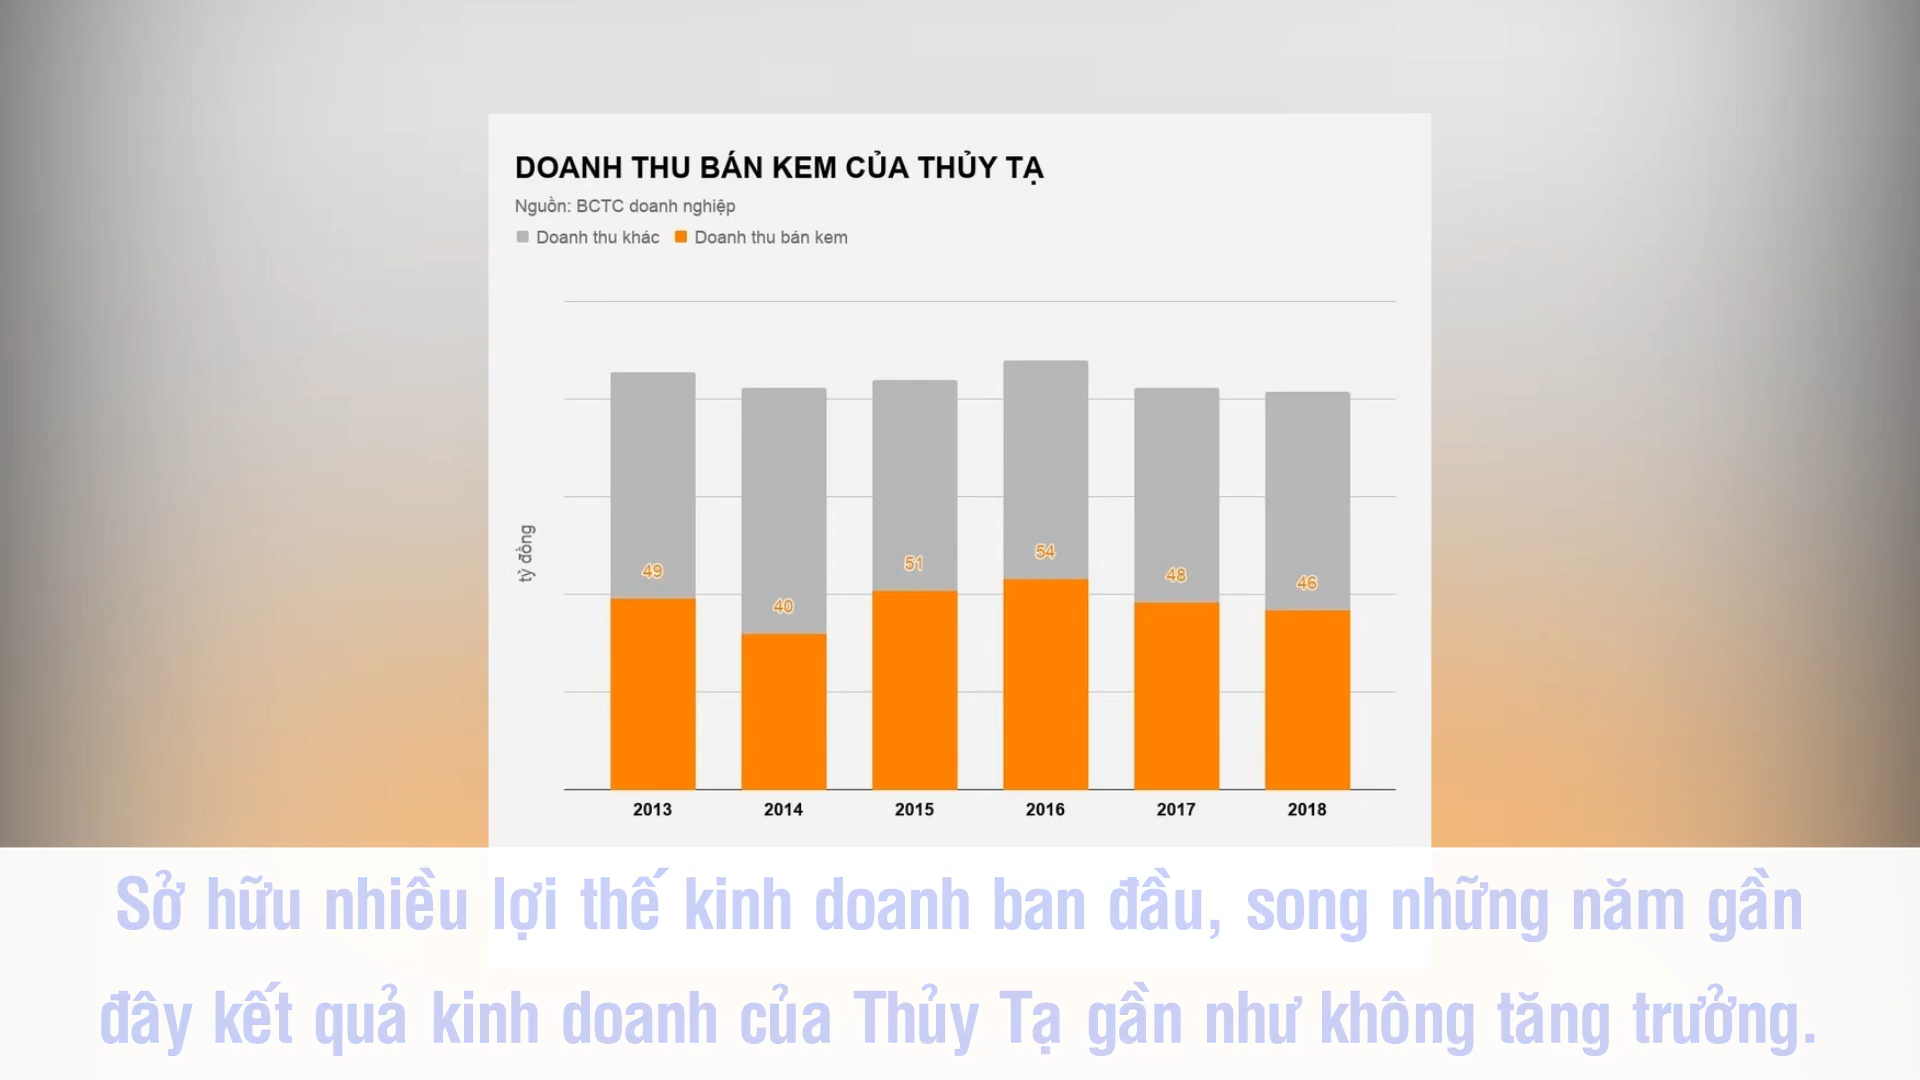 DOANH THU BÁN KEM CỦA THỦY TẠ
Nguồn: BCTC doanh nghiệp
Doanh thu khác Doanh thu bán kem
tỷ đồng
49 40 51 54 48 46
2013 2014 2015 2016 2017 2018
Sở hữu nhiều lợi thế kinh doanh ban đầu, song những năm gần
đây kết quả kinh doanh của Thủy Tạ gần như không tăng trưởng.